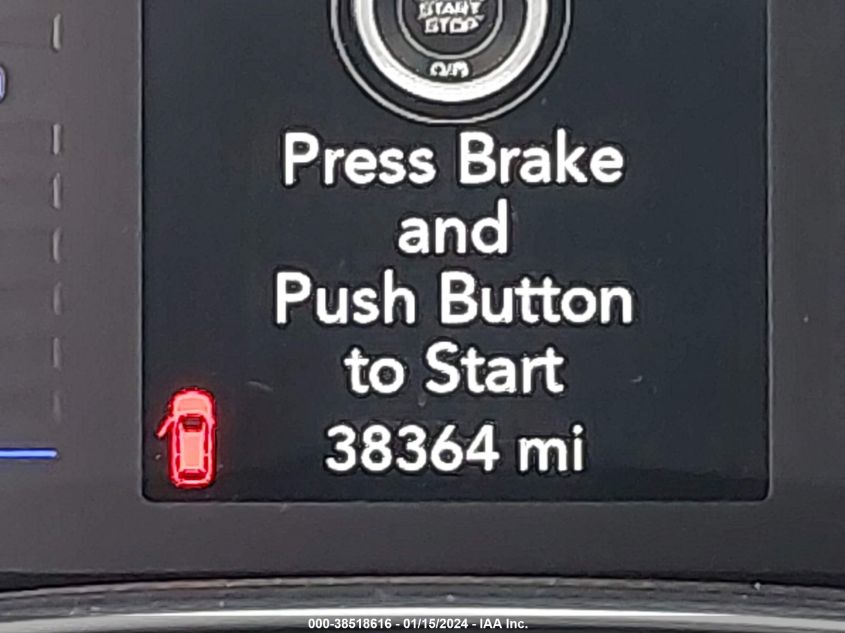 START
STOP
Press Brake
and
Push Button
to Start
38364 mi
000-38518616 - 01/15/2024 - IAA Inc.